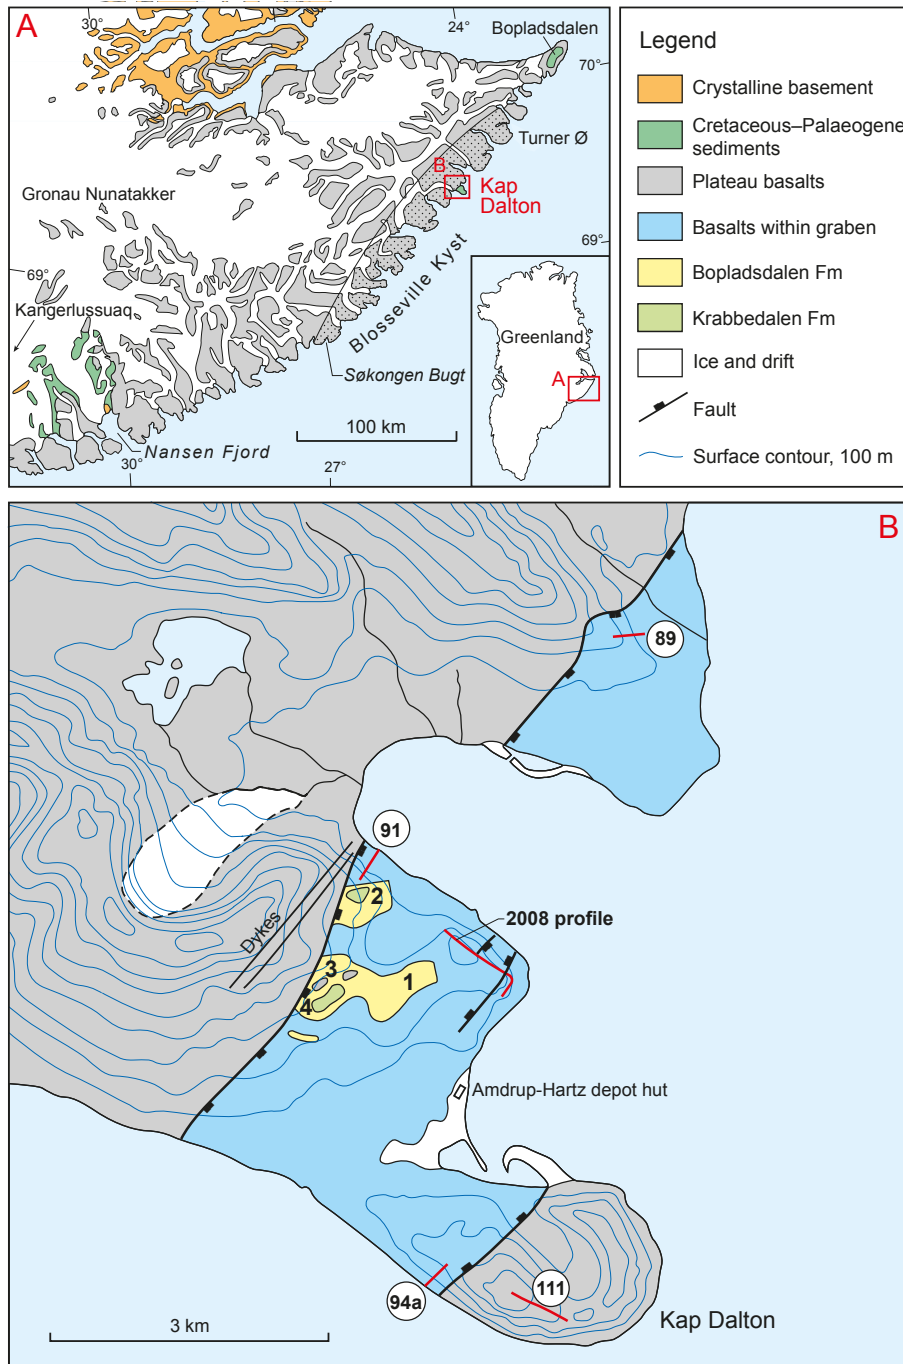 A
30°
24°
Bopladsdalen
70°
Turner Ø
B
Kap
Dalton
Gronau Nunatakker
69°
69°
Kangerlussuaq
Blosseville Kyst
Greenland
A
Søkongen Bugt
100 km
Nansen Fjord
30°
27°
Legend
Crystalline basement
Cretaceous–Palaeogene
sediments
Plateau basalts
Basalts within graben
Bopladsdalen Fm
Krabbedalen Fm
Ice and drift
Fault
Surface contour, 100 m
B
89
91
2
2008 profile
Dykes
3
1
4
Amdrup-Hartz depot hut
111
94a
Kap Dalton
3 km